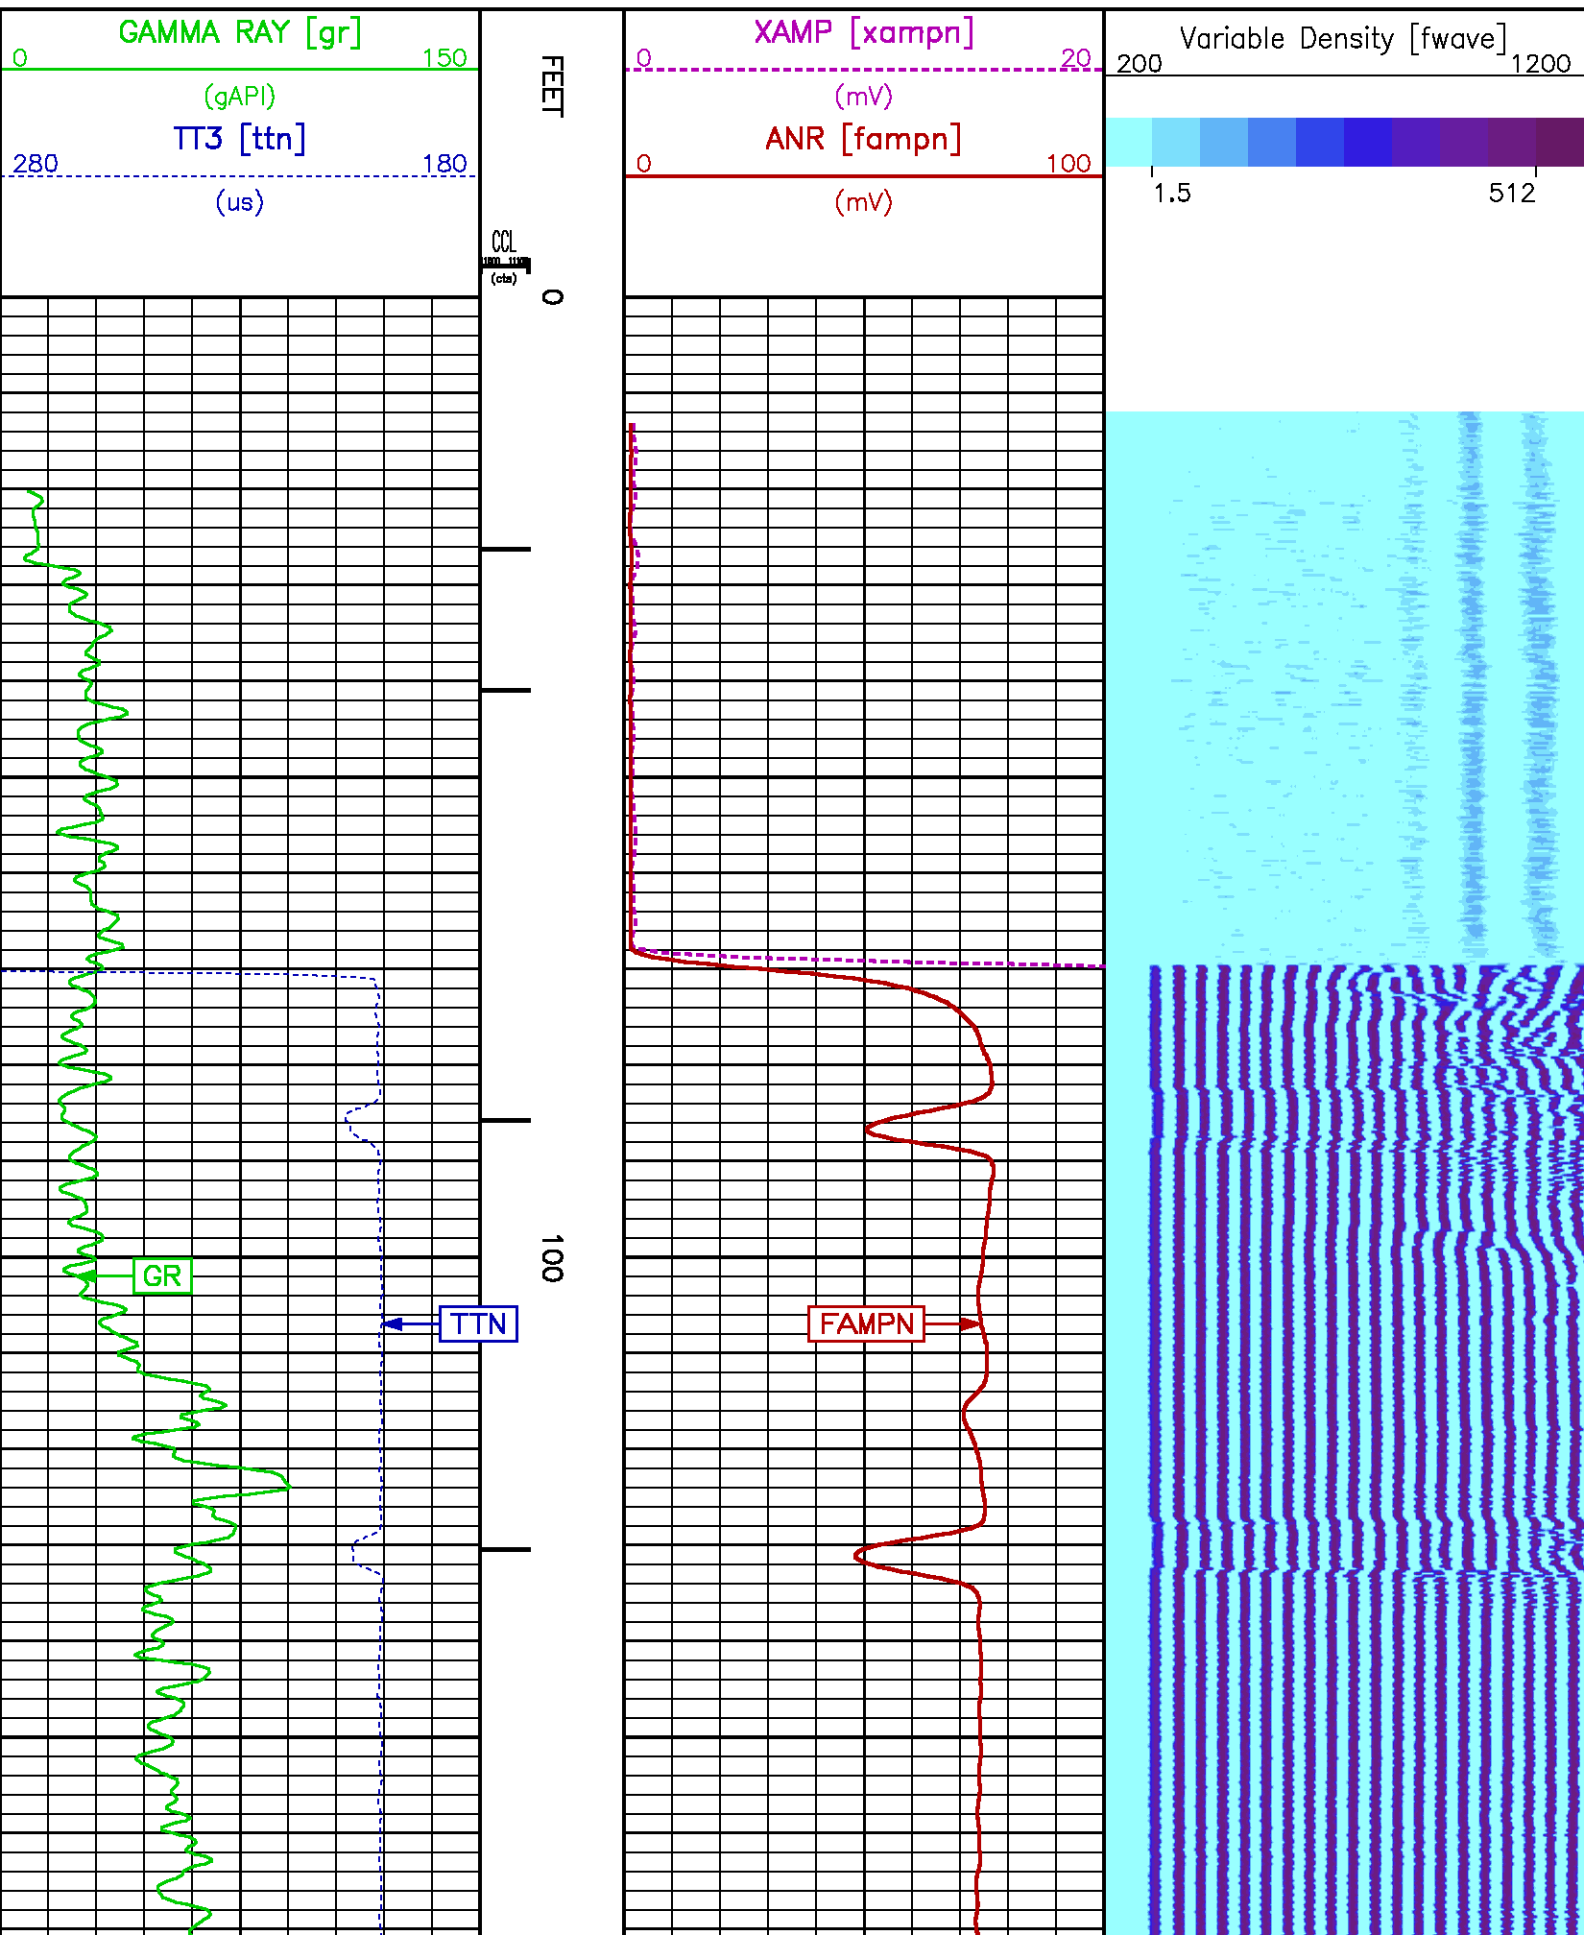 GAMMA RAY [gr]
0 150
(gAPI)
TT3 [ttn]
280 180
(us)
CCL
(cts)
FEET
0
XAMP [xampn]
0 20
(mV)
ANR [fampn]
0 100
(mV)
Variable Density [fwave]
200 1200
1.5 512
100
GR
TTN
FAMPN